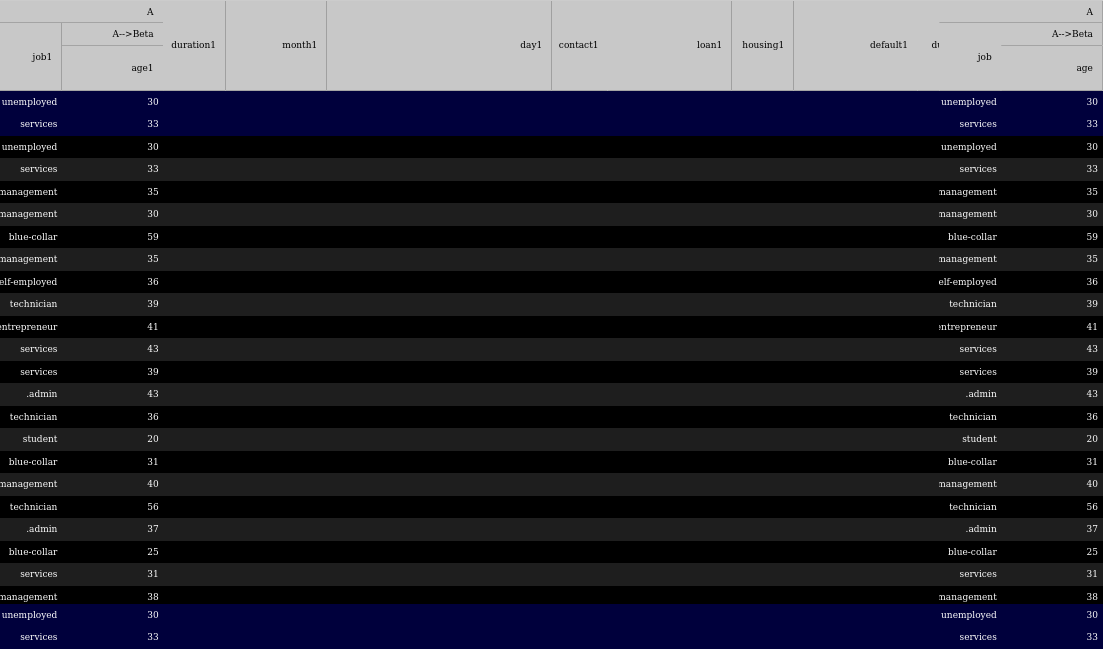 A A
A-->Beta A-->Beta
job1 age1 duration1 month1 day1 contact1 loan1 housing1 default1 job age
unemployed 30 unemployed 30
services 33 services 33
unemployed 30 unemployed 30
services 33 services 33
management 35 management 35
management 30 management 30
blue-collar 59 blue-collar 59
management 35 management 35
elf-employed 36 elf-employed 36
technician 39 technician 39
entrepreneur 41 entrepreneur 41
services 43 services 43
services 39 services 39
.admin 43 .admin 43
technician 36 technician 36
student 20 student 20
blue-collar 31 blue-collar 31
management 40 management 40
technician 56 technician 56
.admin 37 .admin 37
blue-collar 25 blue-collar 25
services 31 services 31
management 38 management 38
unemployed 30 unemployed 30
services 33 services 33